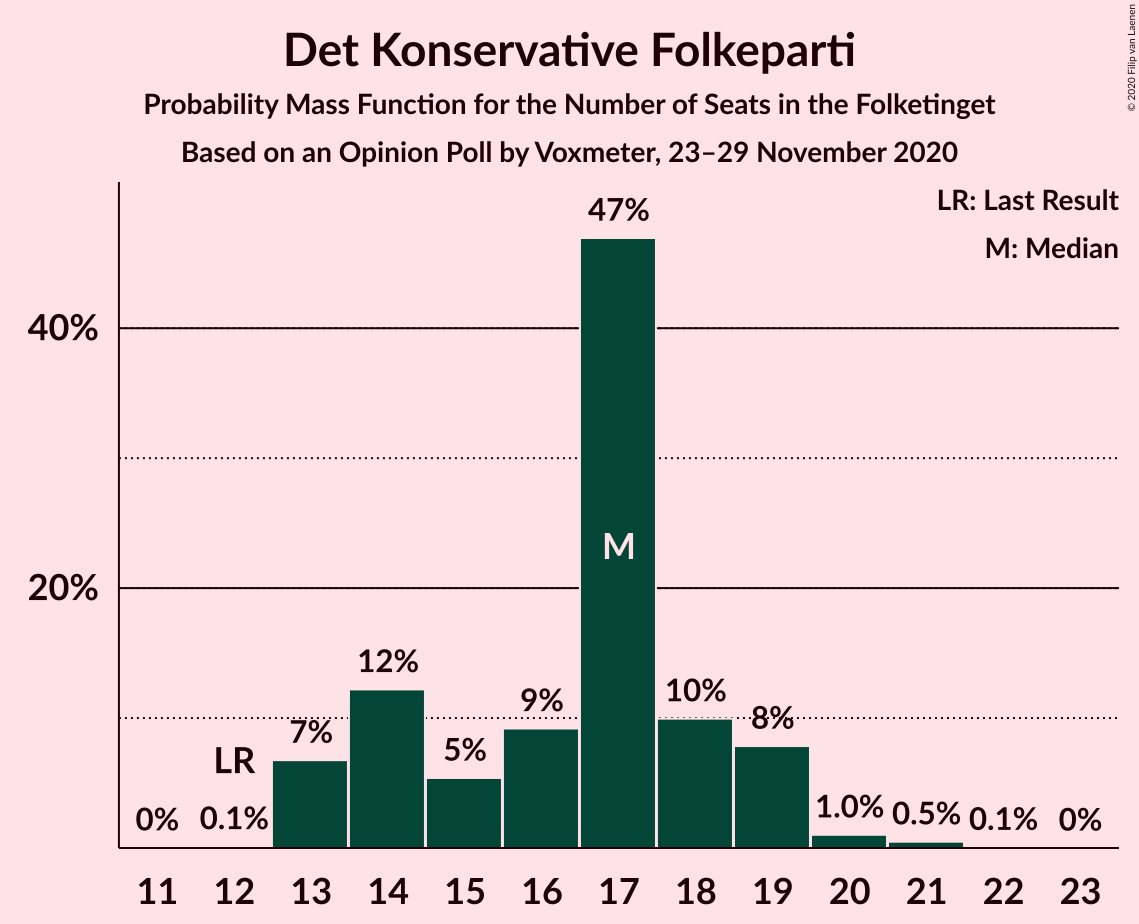 Det Konservative Folkeparti
Probability Mass Function for the Number of Seats in the Folketinget
Based on an Opinion Poll by Voxmeter, 23–29 November 2020
© 2020 Filip van Laenen
LR: Last Result
M: Median
47%
40%
M
20%
12%
10%
9%
8%
7%
5%
LR
1.0%
0.5%
0%
0.1%
0.1%
0%
11 12 13 14 15 16 17 18 19 20 21 22 23